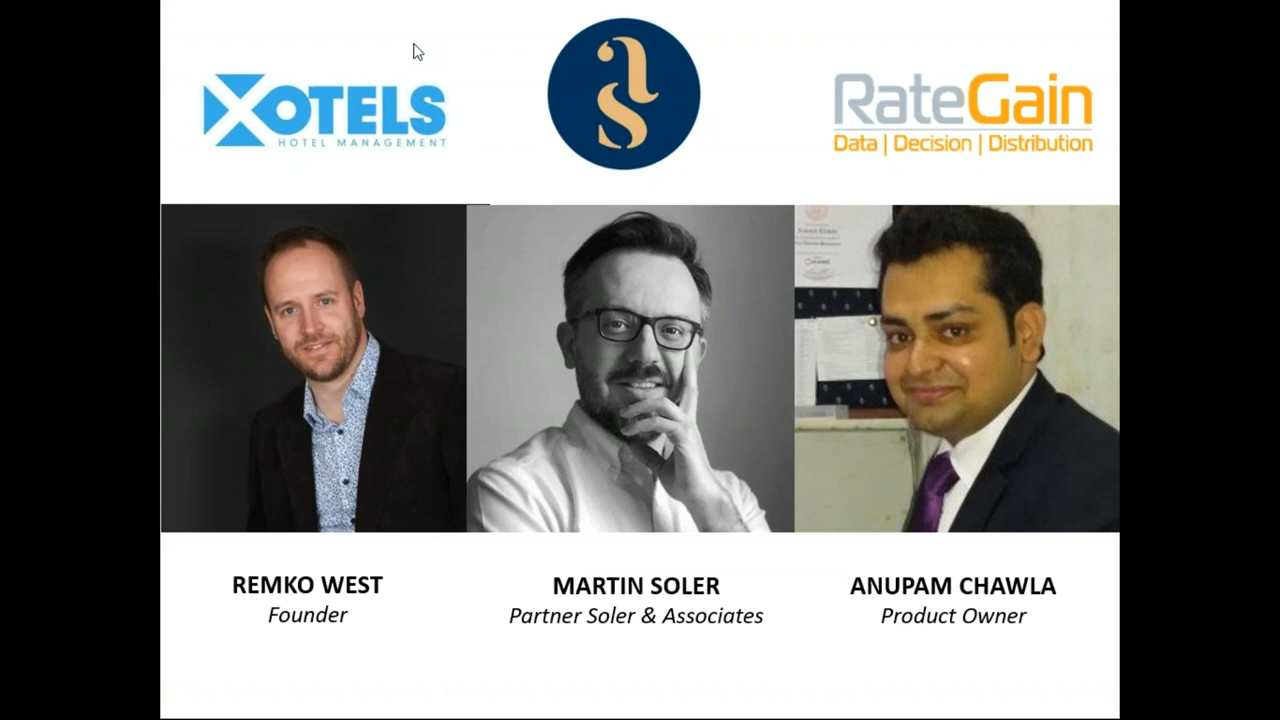 XOTELS
HOTEL MANAGEMENT
as
RateGain
Data | Decision | Distribution
REMKO WEST
Founder
MARTIN SOLER
Partner Soler & Associates
ANUPAM CHAWLA
Product Owner